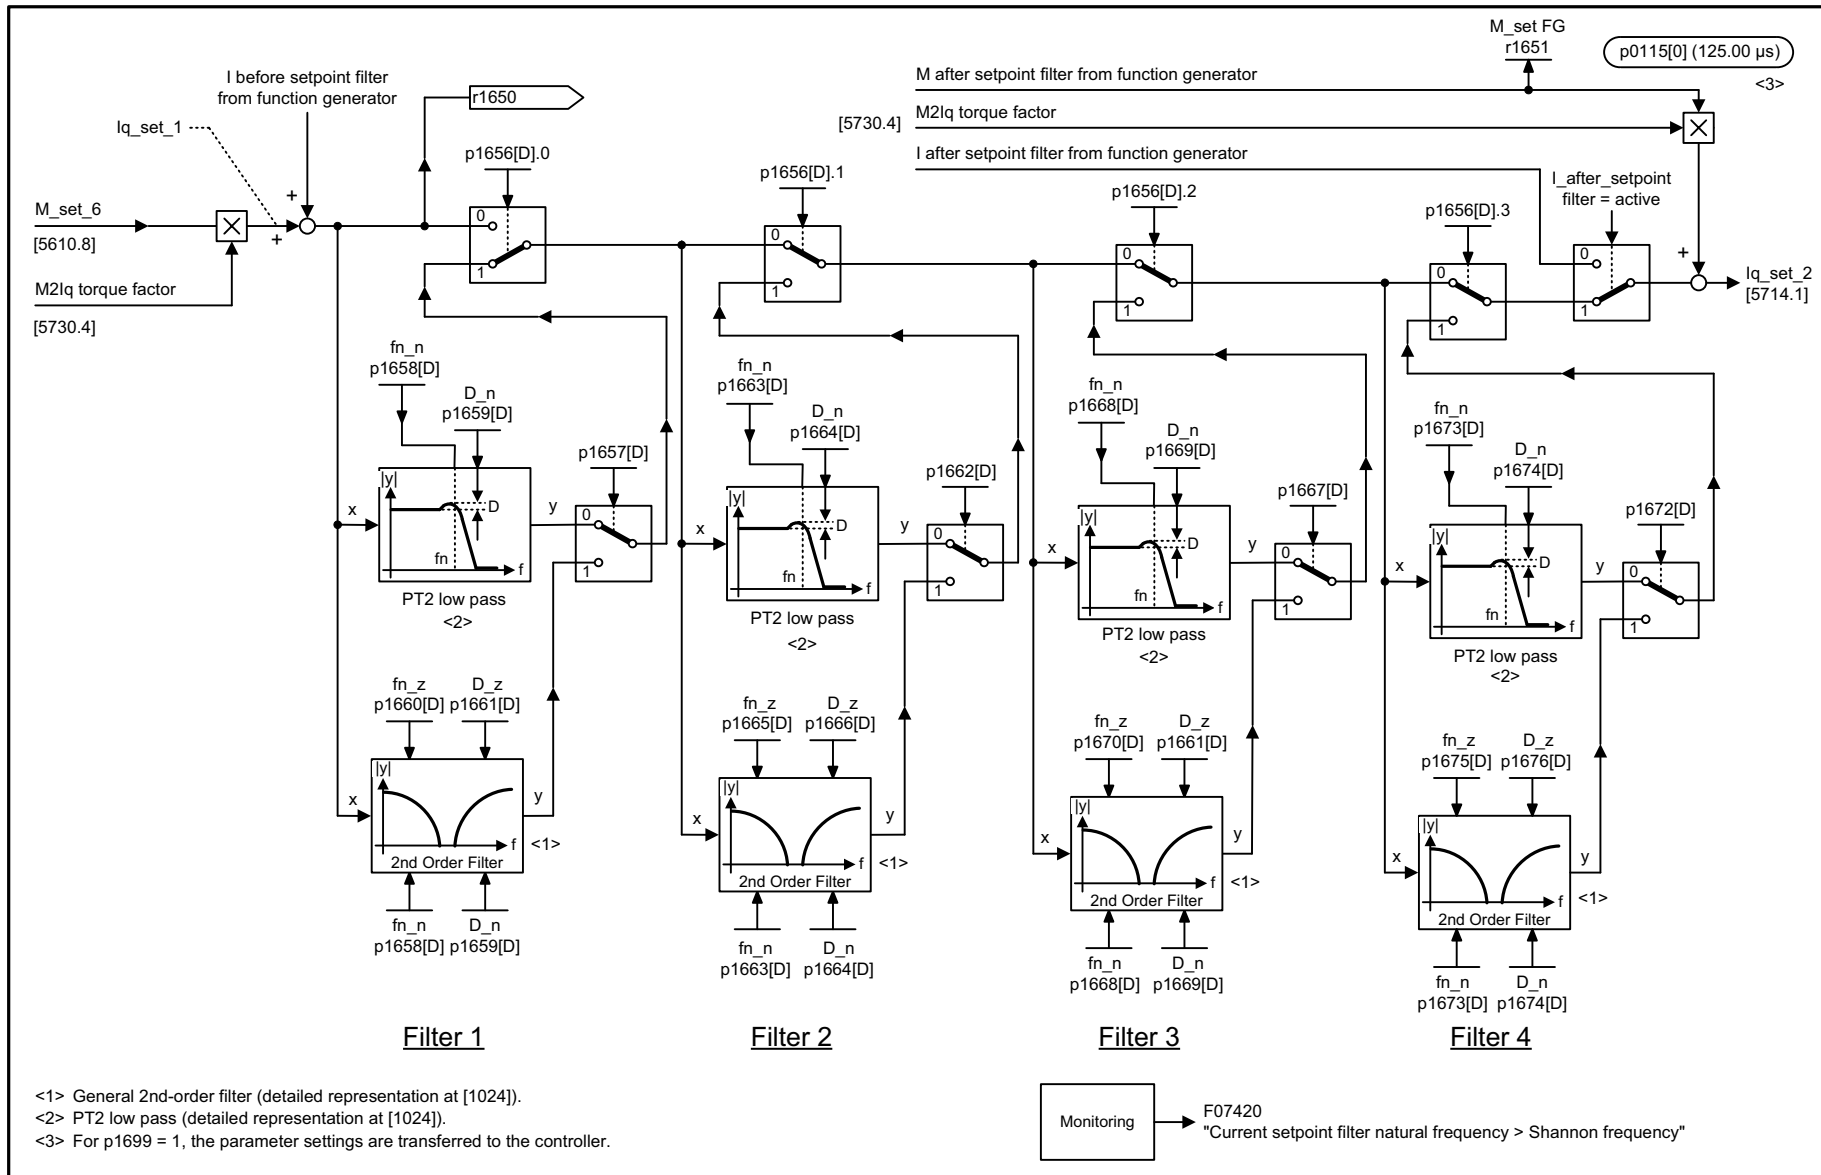 M_set FG
r1651
p0115[0] (125.00 µs)
<3>
I before setpoint filter
from function generator
r1650
M after setpoint filter from function generator
Iq_set_1
M2Iq torque factor
[5730.4]
p1656[D].0
I after setpoint filter from function generator
p1656[D].1
I_after_setpoint
filter = active
p1656[D].2
p1656[D].3
M_set_6
[5610.8]
+
+
+
0
1
0
1
0
1
0
1
0
1
Iq_set_2
[5714.1]
M2Iq torque factor
[5730.4]
fn_n
p1658[D]
D_n
p1659[D]
p1657[D]
x
|y|
D
fn
f
y
0
1
PT2 low pass
<2>
fn_z
p1660[D]
D_z
p1661[D]
x
|y|
f
y
<1>
2nd Order Filter
fn_n
p1658[D]
D_n
p1659[D]
Filter 1
fn_n
p1663[D]
D_n
p1664[D]
p1662[D]
x
|y|
D
fn
f
y
0
1
PT2 low pass
<2>
fn_z
p1665[D]
D_z
p1666[D]
x
|y|
f
y
<1>
2nd Order Filter
fn_n
p1663[D]
D_n
p1664[D]
Filter 2
fn_n
p1668[D]
D_n
p1669[D]
p1667[D]
x
|y|
D
fn
f
y
0
1
PT2 low pass
<2>
fn_z
p1670[D]
D_z
p1661[D]
x
|y|
f
y
<1>
2nd Order Filter
fn_n
p1668[D]
D_n
p1669[D]
Filter 3
fn_n
p1673[D]
D_n
p1674[D]
p1672[D]
x
|y|
D
fn
f
y
0
1
PT2 low pass
<2>
fn_z
p1675[D]
D_z
p1676[D]
x
|y|
f
y
<1>
2nd Order Filter
fn_n
p1673[D]
D_n
p1674[D]
Filter 4
<1> General 2nd-order filter (detailed representation at [1024]).
<2> PT2 low pass (detailed representation at [1024]).
<3> For p1699 = 1, the parameter settings are transferred to the controller.
Monitoring
F07420
"Current setpoint filter natural frequency > Shannon frequency"